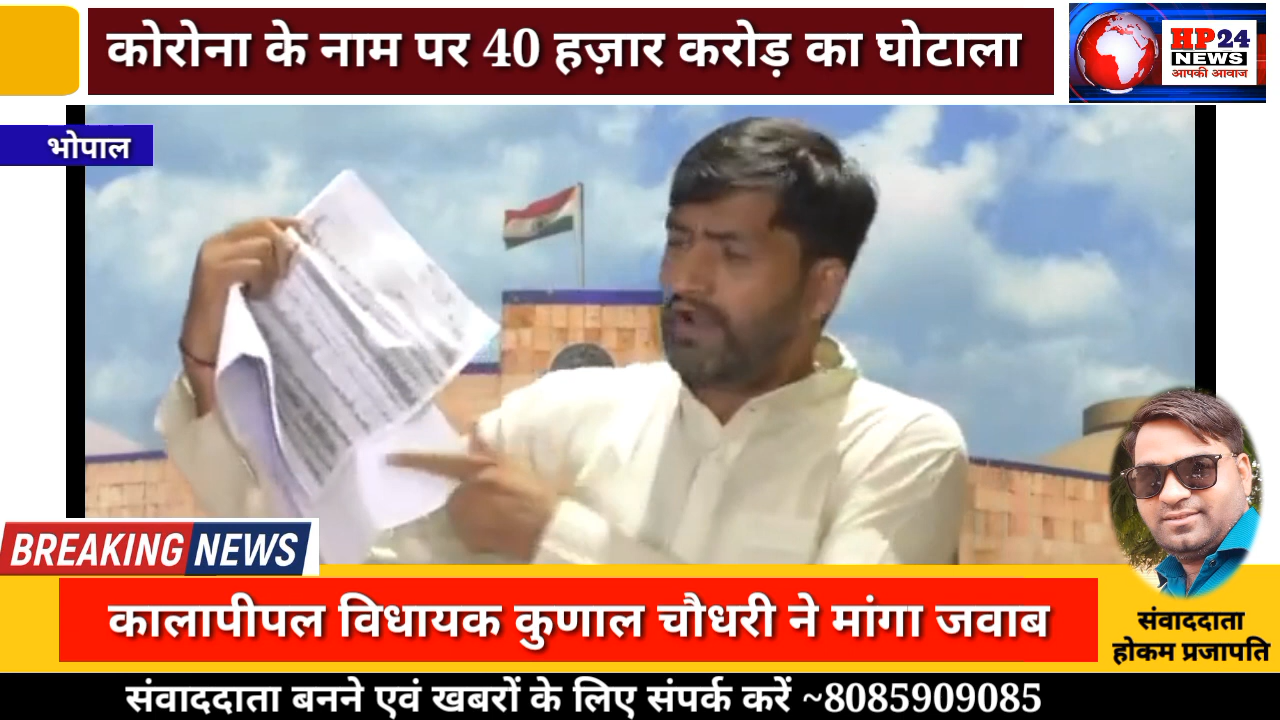 कोरोना के नाम पर 40 हज़ार करोड़ का घोटाला
HP24
NEWS
आपकी आवाज
भोपाल
BREAKING NEWS
कालापीपल विधायक कुणाल चौधरी ने मांगा जवाब
संवाददाता
होकम प्रजापति
संवाददाता बनने एवं खबरों के लिए संपर्क करें ~8085909085